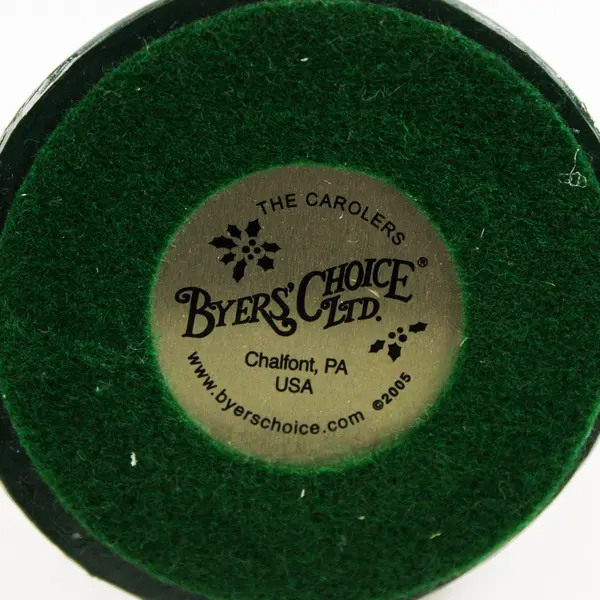 THE CAROLERS
BYERS' CHOICE®
LTD.
Chalfont, PA
USA
www.byerschoice.com ©2005